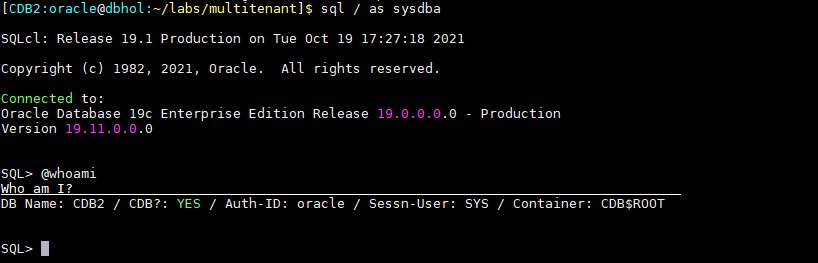 [CDB2:oracle@dbhol:~/labs/multitenant]$ sql / as sysdba
SQLcl: Release 19.1 Production on Tue Oct 19 17:27:18 2021
Copyright (c) 1982, 2021, Oracle.  All rights reserved.
Connected to:
Oracle Database 19c Enterprise Edition Release 19.0.0.0.0 - Production
Version 19.11.0.0.0
SQL> @whoami
Who am I?
DB Name: CDB2 / CDB?: YES / Auth-ID: oracle / Sessn-User: SYS / Container: CDB$ROOT
SQL>